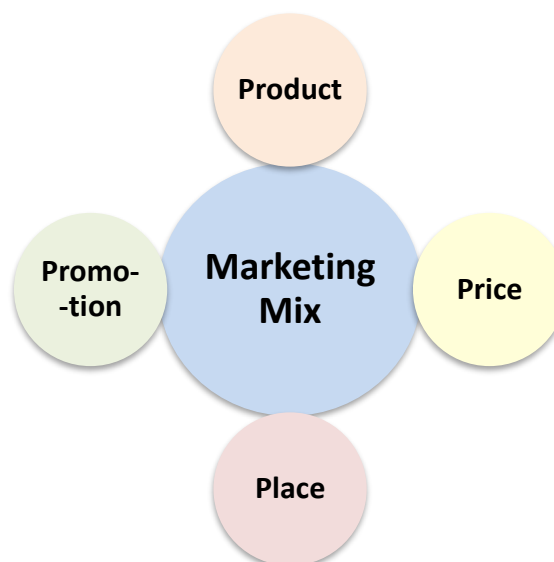 Product
Promo-
-tion
Marketing
Mix
Price
Place